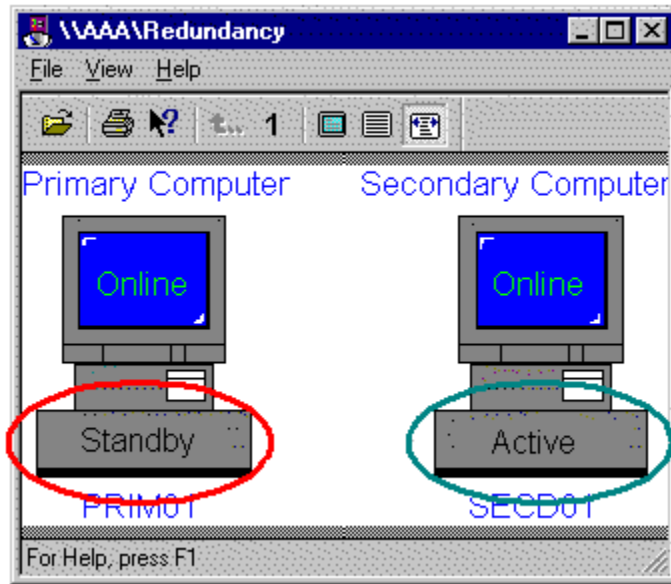 \\AAA\Redundancy
File View Help
1
Primary Computer Secondary Computer
Online Online
Standby Active
PRIM01 SECD01
For Help, press F1